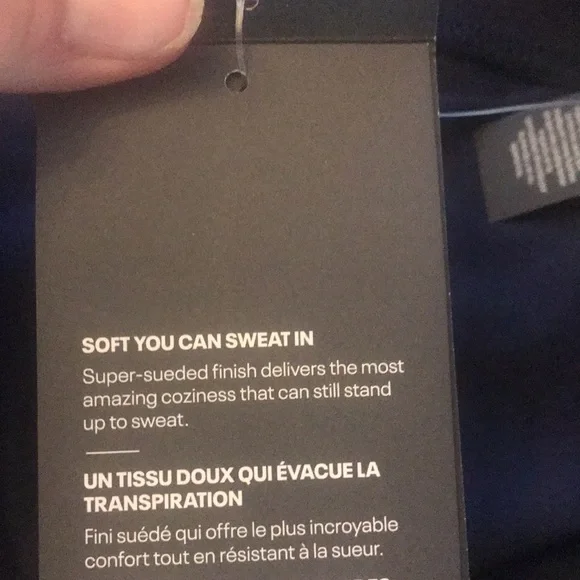 SOFT YOU CAN SWEAT IN
Super-sueded finish delivers the most
amazing coziness that can still stand
up to sweat.
UN TISSU DOUX QUI ÉVACUE LA
TRANSPIRATION
Fini suédé qui offre le plus incroyable
confort tout en résistant à la sueur.